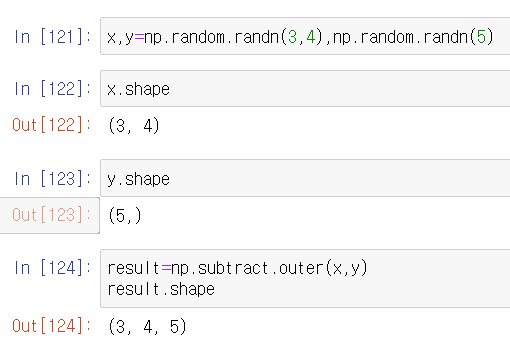 In [121]: x,y=np.random.randn(3,4),np.random.randn(5)
In [122]: x.shape
Out[122]: (3, 4)
In [123]: y.shape
Out[123]: (5,)
In [124]: result=np.subtract.outer(x,y)
result.shape
Out[124]: (3, 4, 5)